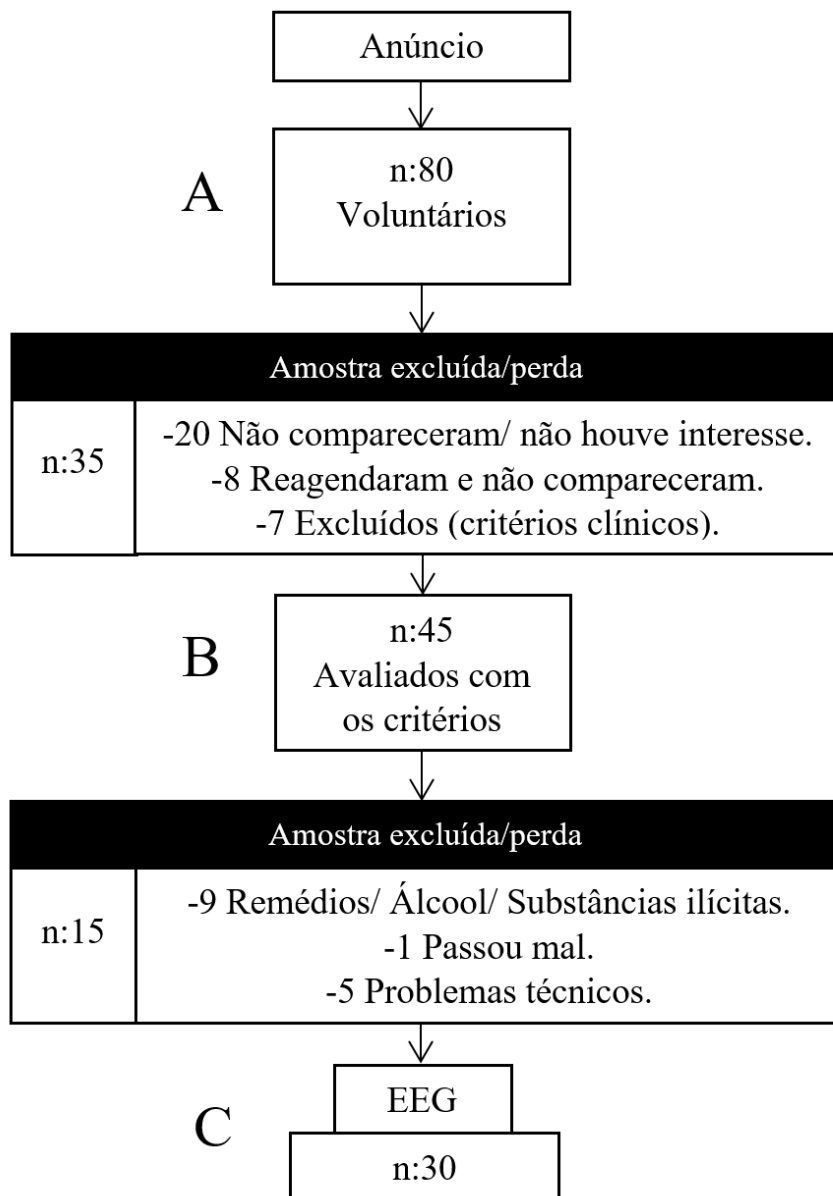 Anúncio
A
n:80
Voluntários
Amostra excluída/perda
n:35
-20 Não compareceram/ não houve interesse.
-8 Reagendaram e não compareceram.
-7 Excluídos (critérios clínicos).
B
n:45
Avaliados com
os critérios
Amostra excluída/perda
n:15
-9 Remédios/ Álcool/ Substâncias ilícitas.
-1 Passou mal.
-5 Problemas técnicos.
C
EEG
n:30